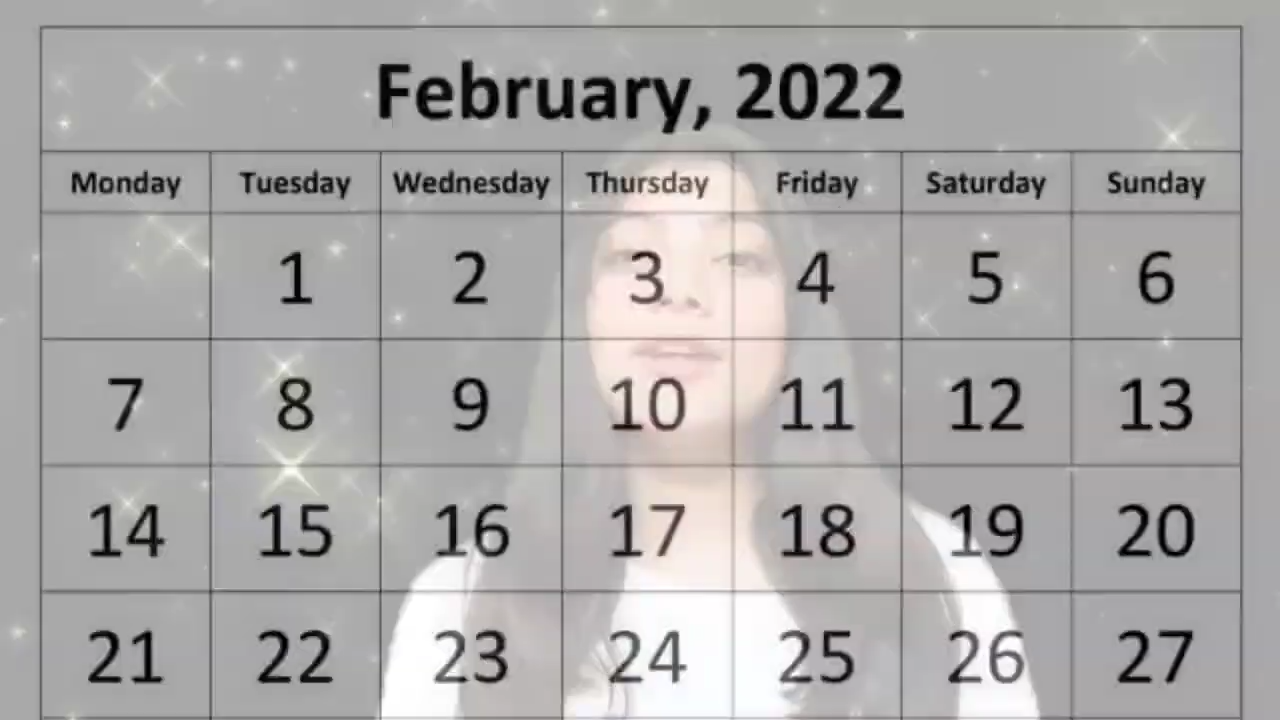 February, 2022
Monday Tuesday Wednesday Thursday Friday Saturday Sunday
1 2 3 4 5 6
7 8 9 10 11 12 13
14 15 16 17 18 19 20
21 22 23 24 25 26 27